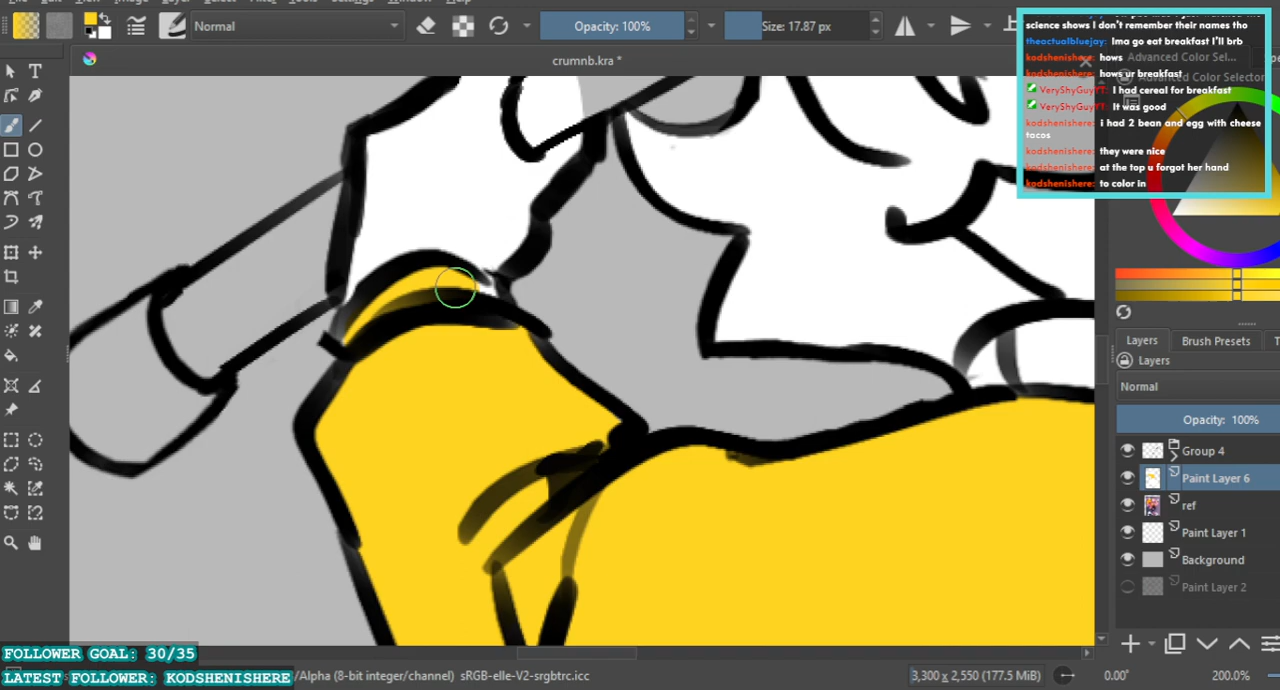 Normal
Opacity: 100%
Size: 17.87 px
crumnb.kra *
science shows I don't remember their names tho
theactualbluejay: Ima go eat breakfast I'll brb
kodshenishere: hows
kodshenishere: hows ur breakfast
VeryShyGuyYT: I had cereal for breakfast
VeryShyGuyYT: It was good
kodshenishere: i had 2 bean and egg with cheese
tacos
kodshenishere: they were nice
kodshenishere: at the top u forgot her hand
kodshenishere: to color in
Advanced Color Sel...
Advanced Color Selector
Layers
Brush Presets
Layers
Normal
Opacity: 100%
Group 4
Paint Layer 6
ref
Paint Layer 1
Background
Paint Layer 2
FOLLOWER GOAL: 30/35
LATEST FOLLOWER: KODSHENISHERE
/Alpha (8-bit integer/channel) sRGB-elle-V2-srgbtrc.icc
3,300 x 2,550 (177.5 MiB)
0.00°
200.0%